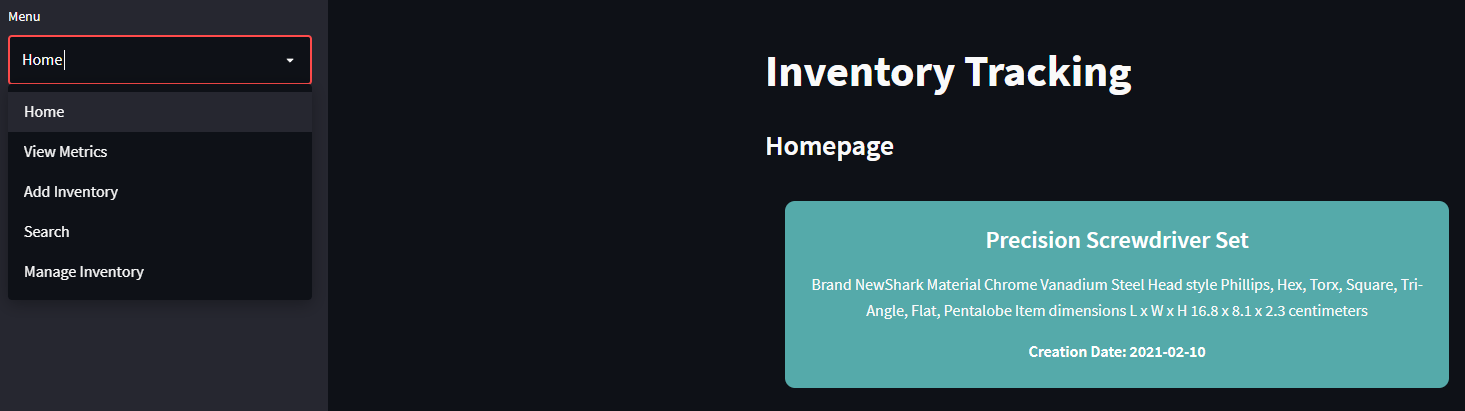 Menu
Home
Home
View Metrics
Add Inventory
Search
Manage Inventory
Inventory Tracking
Homepage
Precision Screwdriver Set
Brand NewShark Material Chrome Vanadium Steel Head style Phillips, Hex, Torx, Square, Tri-
Angle, Flat, Pentalobe Item dimensions L x W x H 16.8 x 8.1 x 2.3 centimeters
Creation Date: 2021-02-10